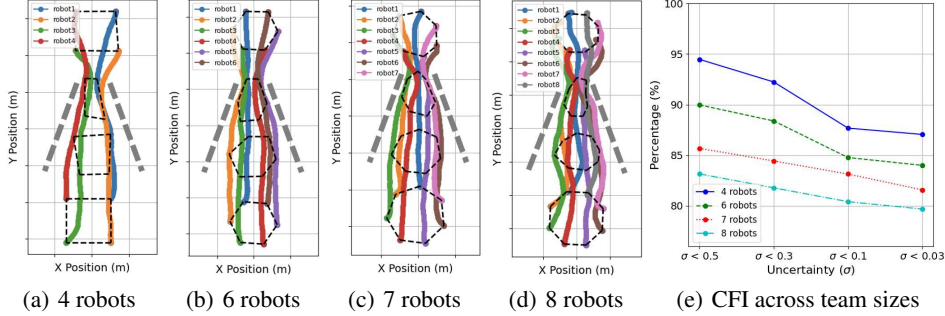 robot1
robot2
robot3
robot4
Y Position (m)
X Position (m)
(a) 4 robots
robot1
robot2
robot3
robot4
robot5
robot6
Y Position (m)
X Position (m)
(b) 6 robots
robot1
robot2
robot3
robot4
robot5
robot6
robot7
Y Position (m)
X Position (m)
(c) 7 robots
robot1
robot2
robot3
robot4
robot5
robot6
robot7
robot8
Y Position (m)
X Position (m)
(d) 8 robots
100
95
90
85
80
Percentage (%)
4 robots
6 robots
7 robots
8 robots
σ < 0.5 σ < 0.3 σ < 0.1 σ < 0.03
Uncertainty (σ)
(e) CFI across team sizes